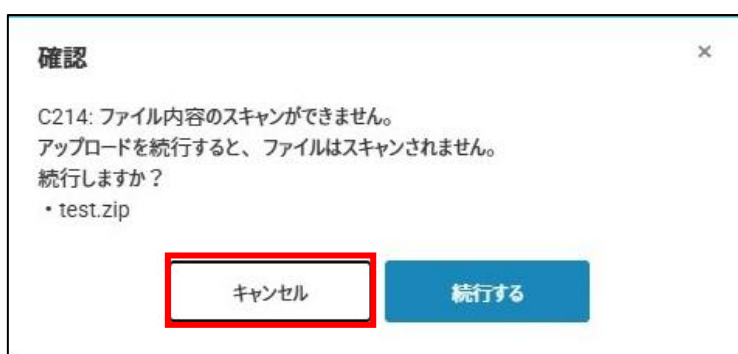 確認
×
C214: ファイル内容のスキャンができません。
アップロードを続行すると、ファイルはスキャンされません。
続行しますか？
・test.zip
キャンセル
続行する